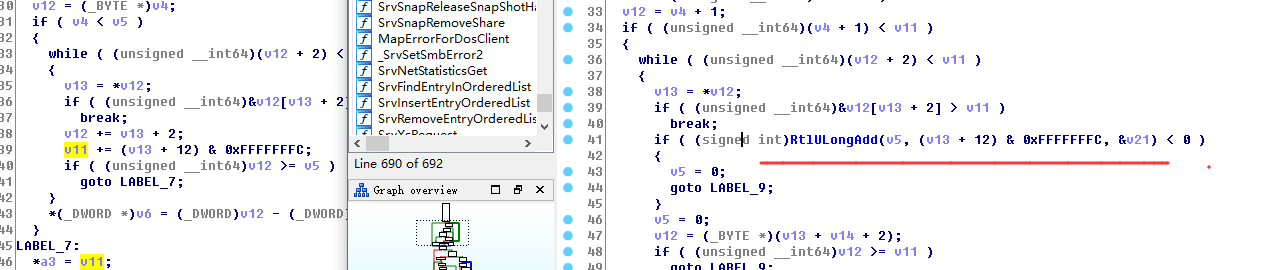 30 v12 = (_BYTE *)v4;
31 if ( v4 < v5 )
32 {
33 while ( (unsigned __int64)(v12 + 2) <
34 {
35 v13 = *v12;
36 if ( (unsigned __int64)&v12[v13 + 2]
37 break;
38 v12 += v13 + 2;
39 v11 += (v13 + 12) & 0xFFFFFFFC;
40 if ( (unsigned __int64)v12 >= v5 )
41 goto LABEL_7;
42 }
43 *(_DWORD *)v6 = (_DWORD)v12 - (_DWORD)
44 }
45 LABEL_7:
46 *a3 = v11;
SrvSnapReleaseSnapShotHa
SrvSnapRemoveShare
MapErrorForDosClient
_SrvSetSmbError2
SrvNetStatisticsGet
SrvFindEntryInOrderedList
SrvInsertEntryOrderedList
SrvRemoveEntryOrderedLis
Line 690 of 692
Graph overview
33 v12 = v4 + 1;
34 if ( (unsigned __int64)(v4 + 1) < v11 )
35 {
36 while ( (unsigned __int64)(v12 + 2) < v11 )
37 {
38 v13 = *v12;
39 if ( (unsigned __int64)&v12[v13 + 2] > v11 )
40 break;
41 if ( (signed int)RtlULongAdd(v5, (v13 + 12) & 0xFFFFFFFC, &v21) < 0 )
42 {
43 v5 = 0;
44 goto LABEL_9;
45 }
46 v5 = 0;
47 v12 = (_BYTE *)(v13 + v14 + 2);
48 if ( (unsigned __int64)v12 >= v11 )
49 goto LABEL_9;